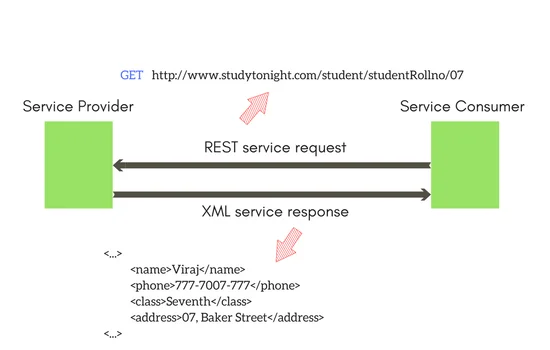 GET http://www.studytonight.com/student/studentRollno/07
Service Provider
Service Consumer
REST service request
XML service response
<...>
<name>Viraj</name>
<phone>777-7007-777</phone>
<class>Seventh</class>
<address>07, Baker Street</address>
<...>